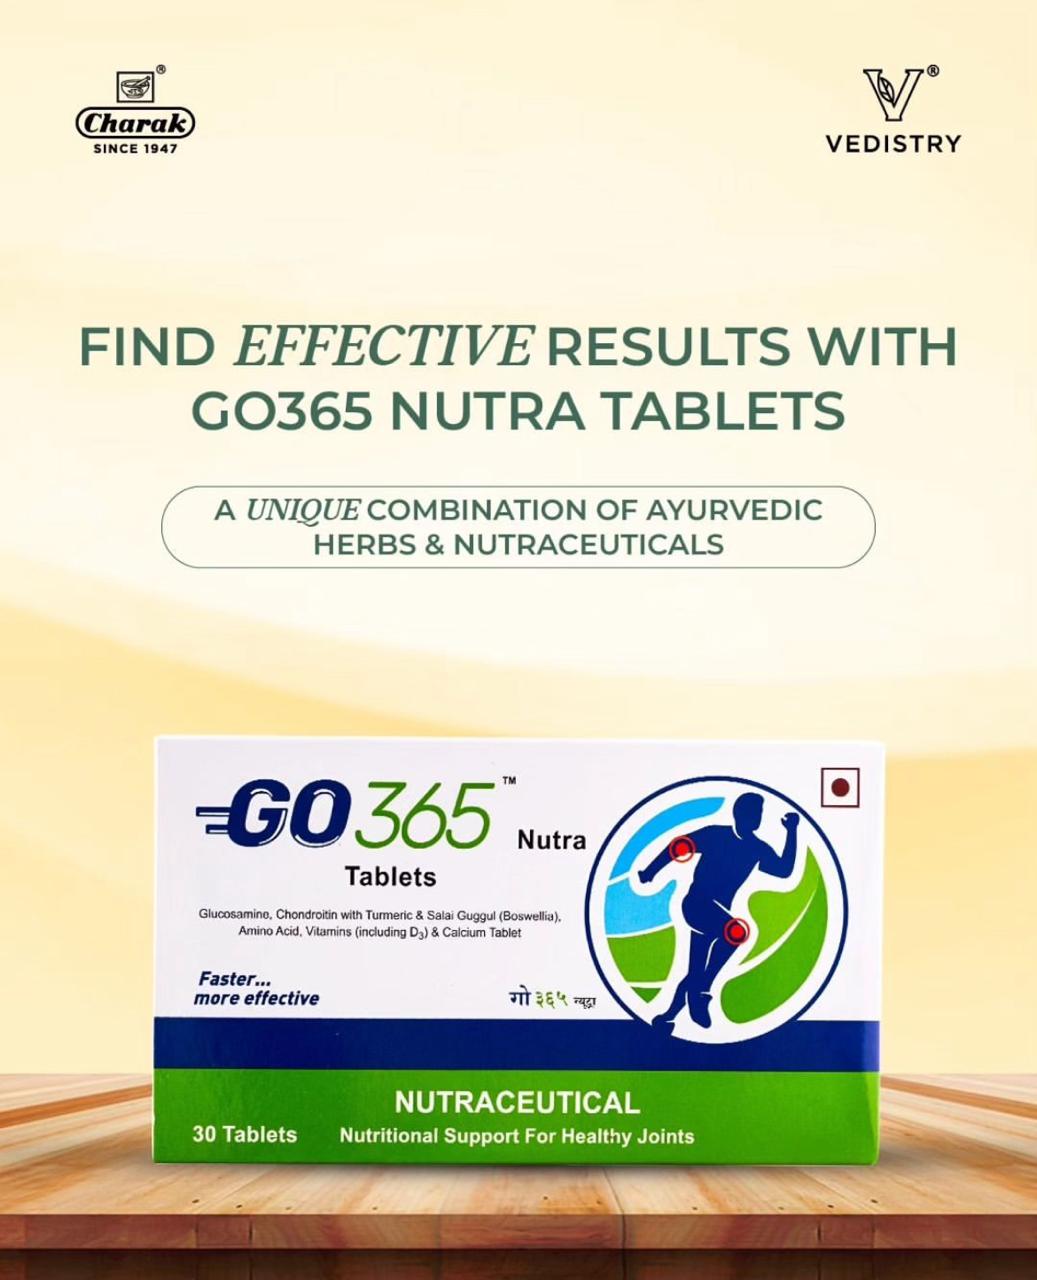 ®
Charak
SINCE 1947
V®
VEDISTRY
FIND EFFECTIVE RESULTS WITH
GO365 NUTRA TABLETS
A UNIQUE COMBINATION OF AYURVEDIC
HERBS & NUTRACEUTICALS
GO365™ Nutra
Tablets
Glucosamine, Chondroitin with Turmeric & Salai Guggul (Boswellia),
Amino Acid, Vitamins (including D₃) & Calcium Tablet
Faster...
more effective
गो ३६५ न्यूट्रा
NUTRACEUTICAL
30 Tablets Nutritional Support For Healthy Joints